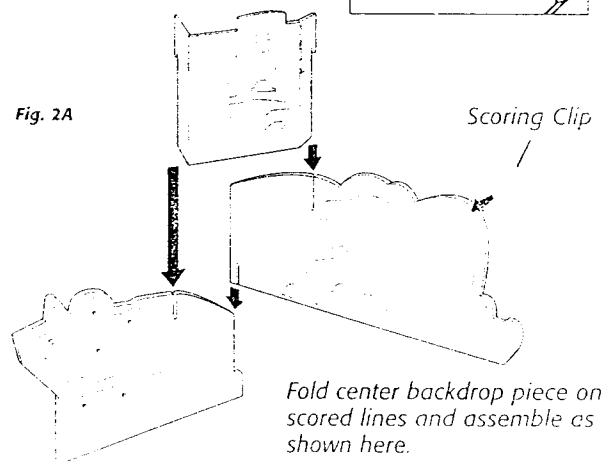 Fig. 2A
Scoring Clip
Fold center backdrop piece on
scored lines and assemble as
shown here.